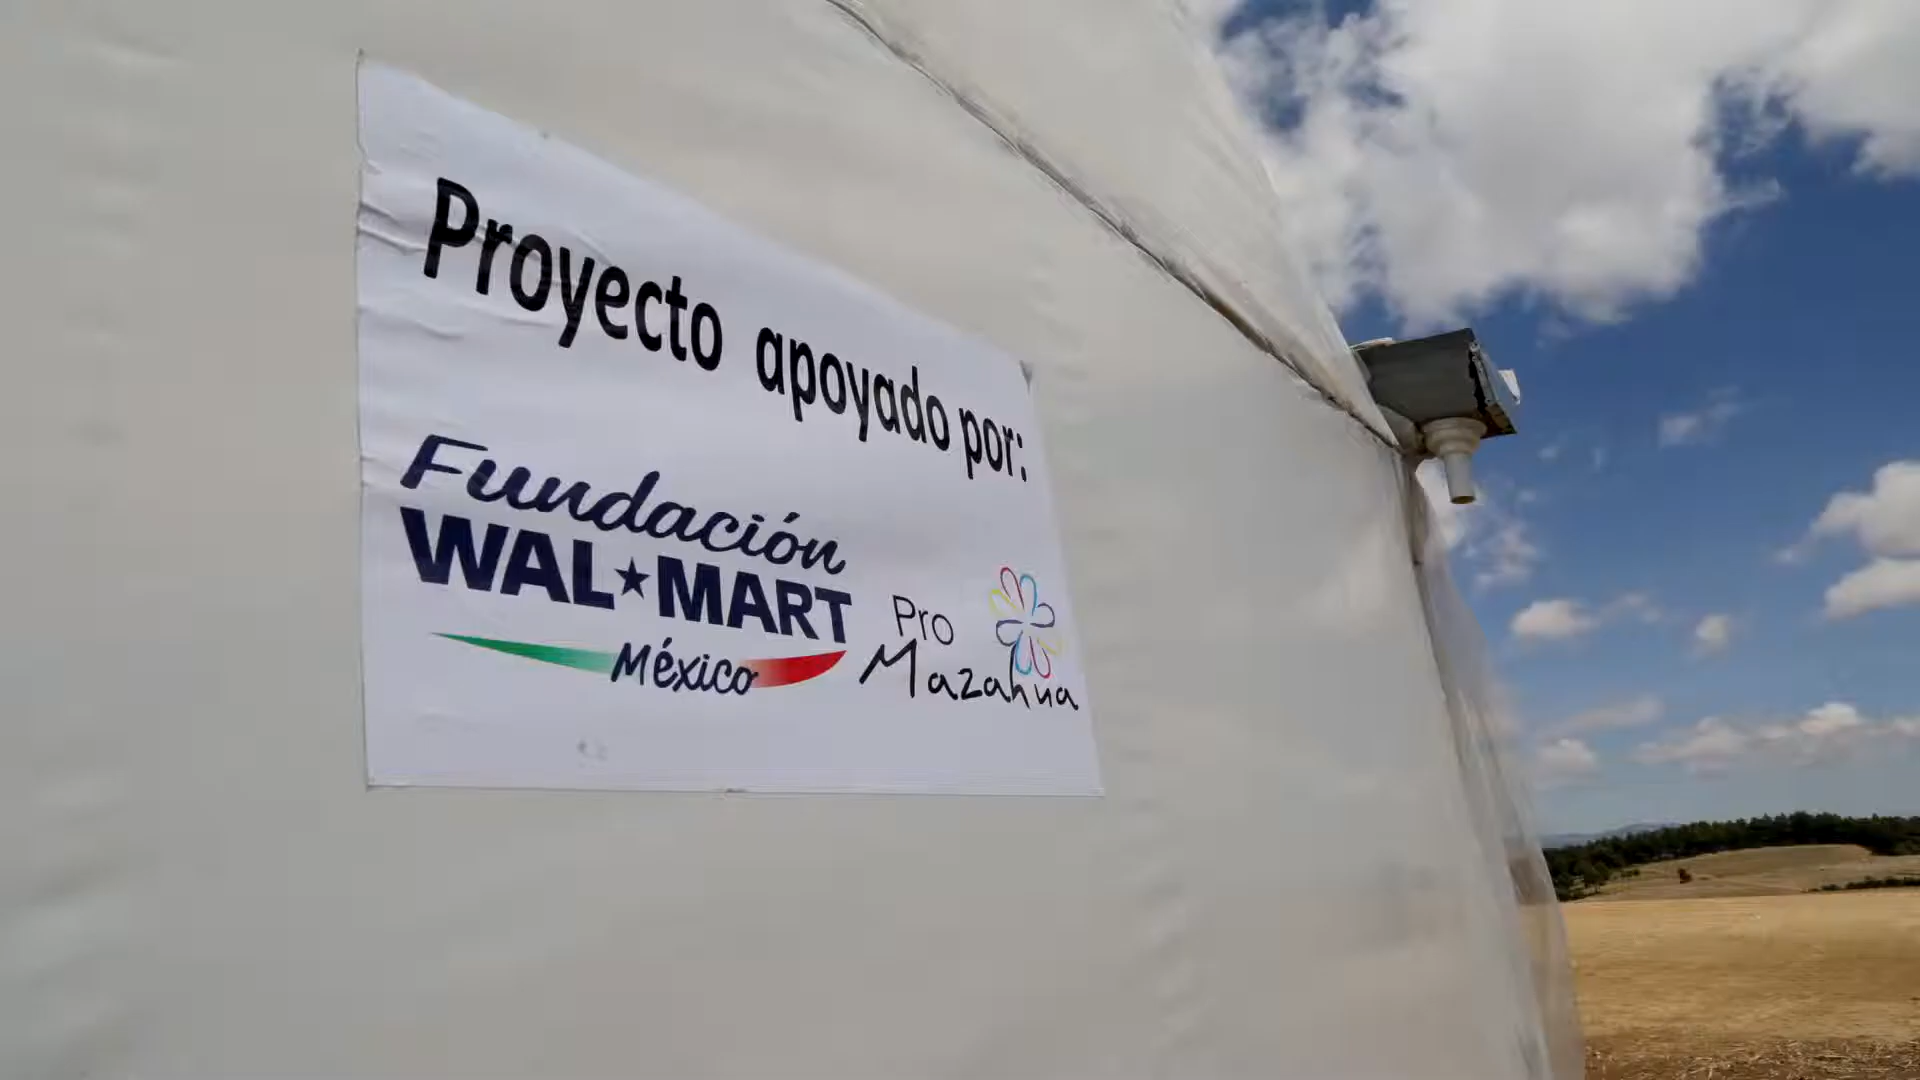 Proyecto apoyado por:
Fundación
WAL★MART
México
Pro
Mazahua